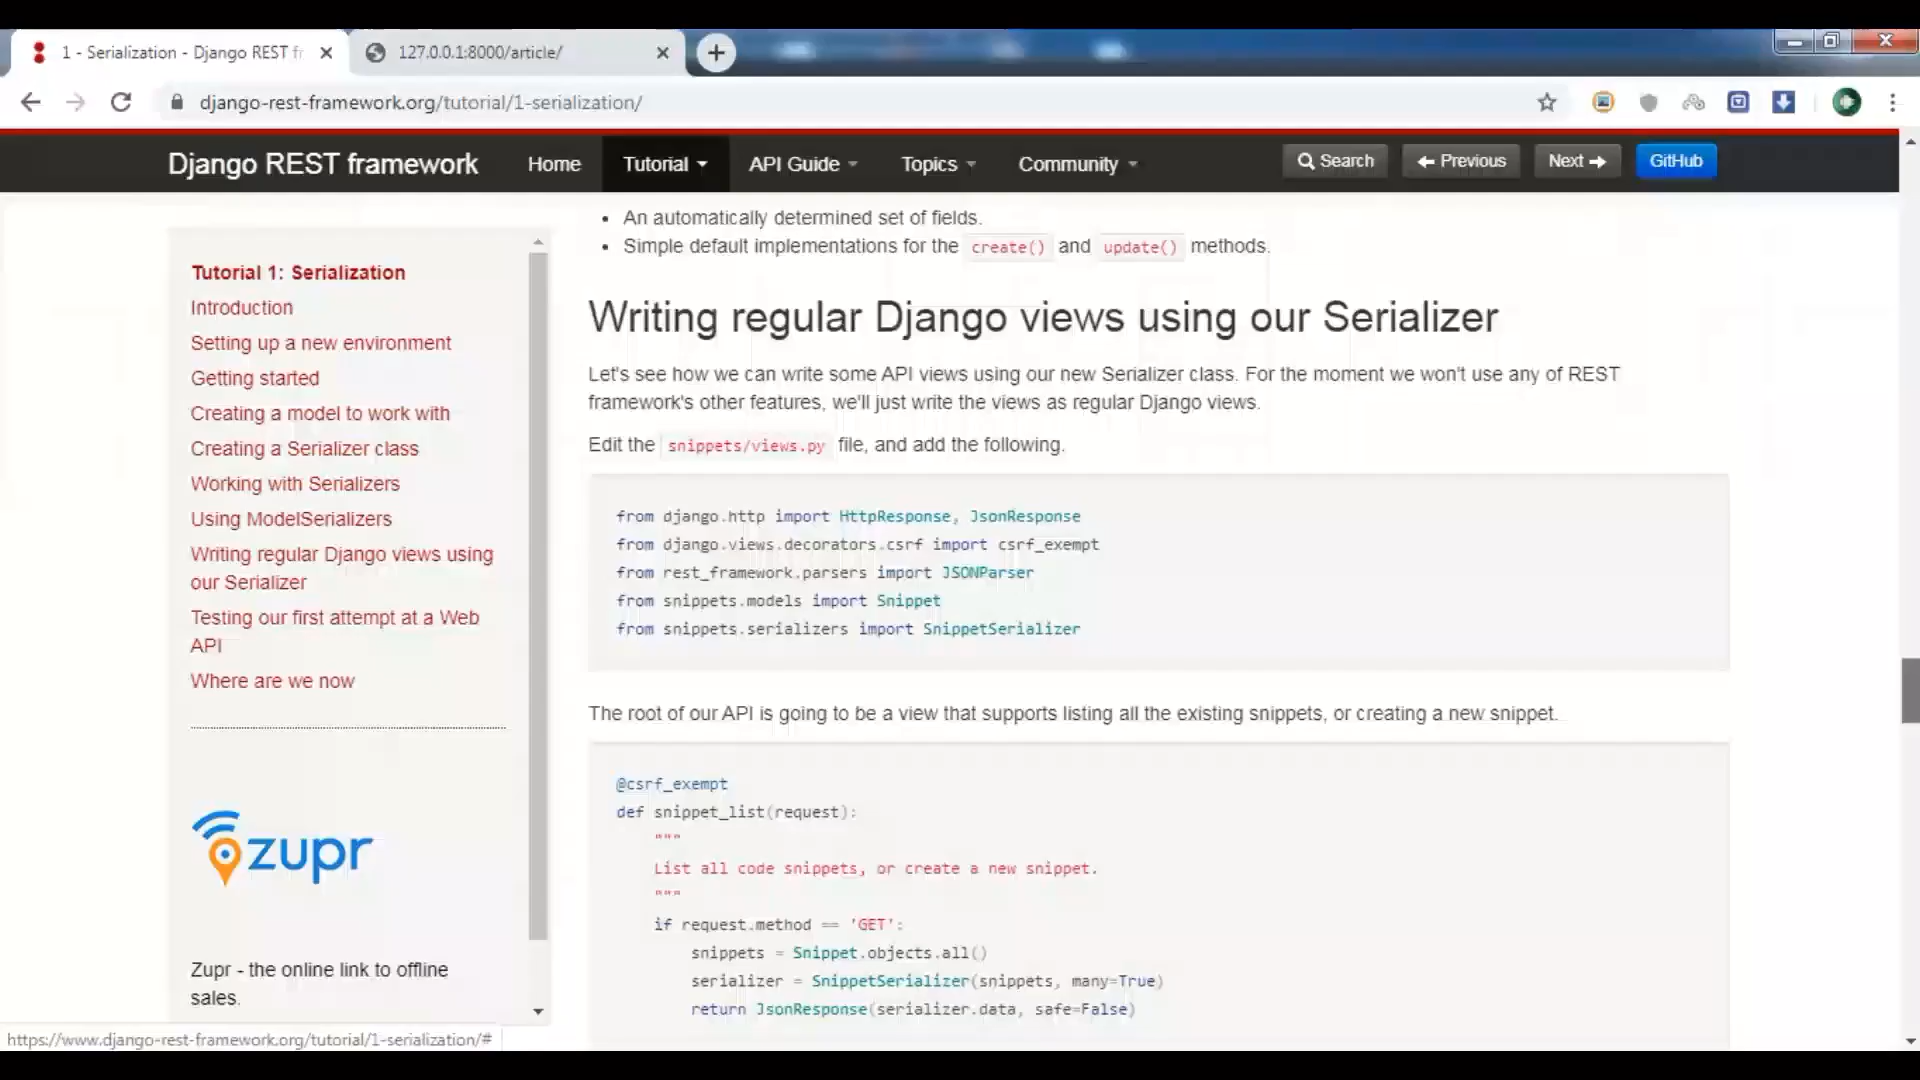 1 - Serialization - Django REST fr
127.0.0.1:8000/article/
django-rest-framework.org/tutorial/1-serialization/
Django REST framework
Home
Tutorial
API Guide
Topics
Community
Search
Previous
Next
GitHub
Tutorial 1: Serialization
Introduction
Setting up a new environment
Getting started
Creating a model to work with
Creating a Serializer class
Working with Serializers
Using ModelSerializers
Writing regular Django views using
our Serializer
Testing our first attempt at a Web
API
Where are we now
zupr
Zupr - the online link to offline
sales.
• An automatically determined set of fields.
• Simple default implementations for the create() and update() methods.
Writing regular Django views using our Serializer
Let's see how we can write some API views using our new Serializer class. For the moment we won't use any of REST
framework's other features, we'll just write the views as regular Django views.
Edit the snippets/views.py file, and add the following.
from django.http import HttpResponse, JsonResponse
from django.views.decorators.csrf import csrf_exempt
from rest_framework.parsers import JSONParser
from snippets.models import Snippet
from snippets.serializers import SnippetSerializer
The root of our API is going to be a view that supports listing all the existing snippets, or creating a new snippet.
@csrf_exempt
def snippet_list(request):
"""
List all code snippets, or create a new snippet.
"""
if request.method == 'GET':
snippets = Snippet.objects.all()
serializer = SnippetSerializer(snippets, many=True)
return JsonResponse(serializer.data, safe=False)
https://www.django-rest-framework.org/tutorial/1-serialization/#